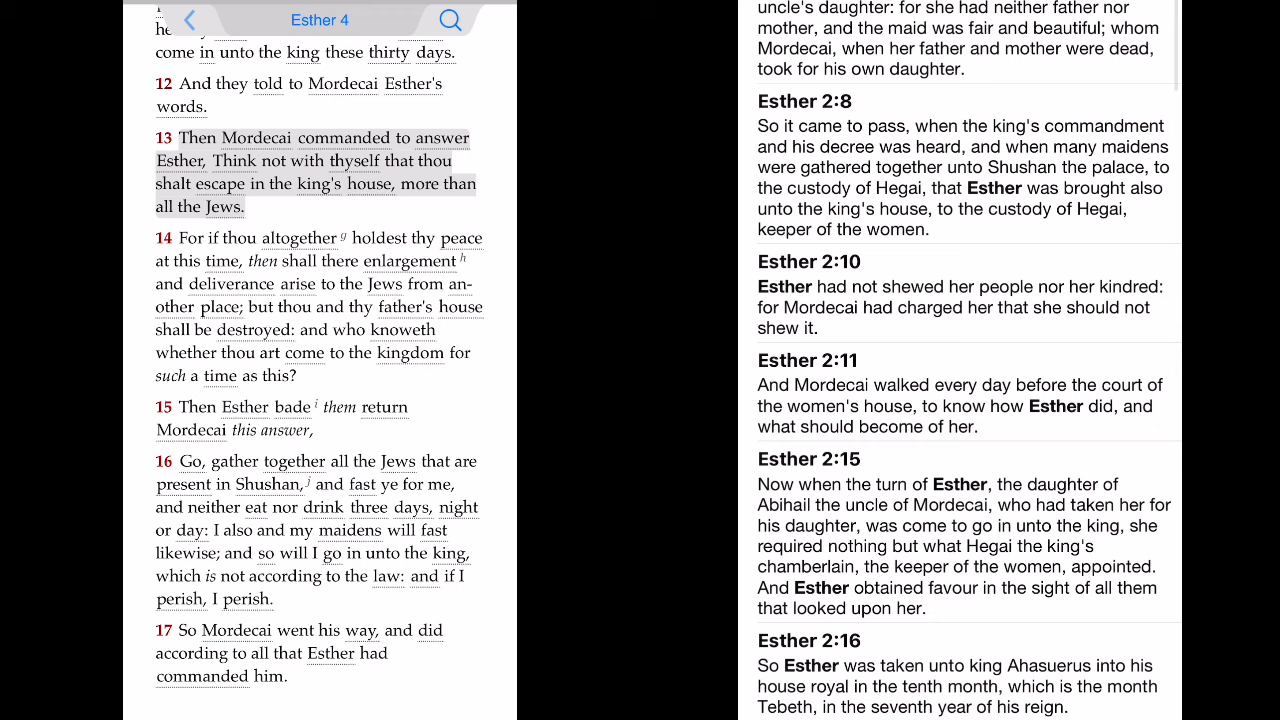 Esther 4
come in unto the king these thirty days.
12 And they told to Mordecai Esther's
words.
13 Then Mordecai commanded to answer
Esther, Think not with thyself that thou
shalt escape in the king's house, more than
all the Jews.
14 For if thou altogether g holdest thy peace
at this time, then shall there enlargement h
and deliverance arise to the Jews from an-
other place; but thou and thy father's house
shall be destroyed: and who knoweth
whether thou art come to the kingdom for
such a time as this?
15 Then Esther bade i them return
Mordecai this answer,
16 Go, gather together all the Jews that are
present in Shushan, j and fast ye for me,
and neither eat nor drink three days, night
or day: I also and my maidens will fast
likewise; and so will I go in unto the king,
which is not according to the law: and if I
perish, I perish.
17 So Mordecai went his way, and did
according to all that Esther had
commanded him.
uncle's daughter: for she had neither father nor
mother, and the maid was fair and beautiful; whom
Mordecai, when her father and mother were dead,
took for his own daughter.
Esther 2:8
So it came to pass, when the king's commandment
and his decree was heard, and when many maidens
were gathered together unto Shushan the palace, to
the custody of Hegai, that Esther was brought also
unto the king's house, to the custody of Hegai,
keeper of the women.
Esther 2:10
Esther had not shewed her people nor her kindred:
for Mordecai had charged her that she should not
shew it.
Esther 2:11
And Mordecai walked every day before the court of
the women's house, to know how Esther did, and
what should become of her.
Esther 2:15
Now when the turn of Esther, the daughter of
Abihail the uncle of Mordecai, who had taken her for
his daughter, was come to go in unto the king, she
required nothing but what Hegai the king's
chamberlain, the keeper of the women, appointed.
And Esther obtained favour in the sight of all them
that looked upon her.
Esther 2:16
So Esther was taken unto king Ahasuerus into his
house royal in the tenth month, which is the month
Tebeth, in the seventh year of his reign.